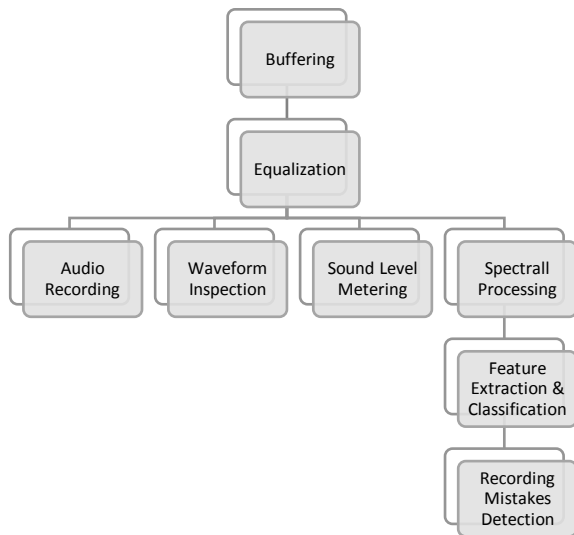 Buffering
Equalization
Audio
Recording
Waveform
Inspection
Sound Level
Metering
Spectrall
Processing
Feature
Extraction &
Classification
Recording
Mistakes
Detection